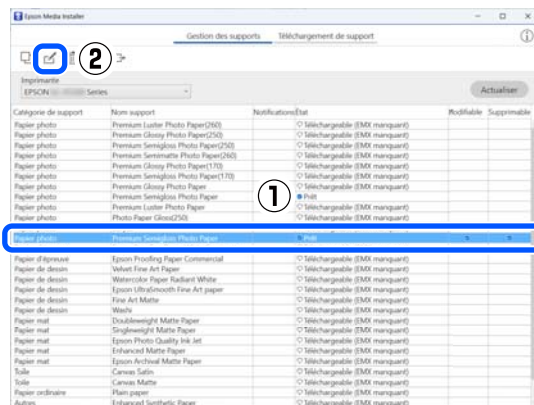 Epson Media Installer
Gestion des supports Téléchargement de support
②
Imprimante
EPSON Series
Actualiser
Catégorie de support Nom support Notifications État Modifiable Supprimable
Papier photo Premium Luster Photo Paper(260) Téléchargeable (EMX manquant)
Papier photo Premium Glossy Photo Paper(250) Téléchargeable (EMX manquant)
Papier photo Premium Semigloss Photo Paper(250) Téléchargeable (EMX manquant)
Papier photo Premium Semimatte Photo Paper(260) Téléchargeable (EMX manquant)
Papier photo Premium Glossy Photo Paper(170) Téléchargeable (EMX manquant)
Papier photo Premium Semigloss Photo Paper(170) Téléchargeable (EMX manquant)
Papier photo Premium Glossy Photo Paper Téléchargeable (EMX manquant)
Papier photo Premium Semigloss Photo Paper ① Prêt
Papier photo Premium Luster Photo Paper Téléchargeable (EMX manquant)
Papier photo Photo Paper Gloss(250) Téléchargeable (EMX manquant)
Papier photo Premium Semigloss Photo Paper Prêt
Papier d'épreuve Epson Proofing Paper Commercial Téléchargeable (EMX manquant)
Papier de dessin Velvet Fine Art Paper Téléchargeable (EMX manquant)
Papier de dessin Watercolor Paper Radiant White Téléchargeable (EMX manquant)
Papier de dessin Epson UltraSmooth Fine Art paper Téléchargeable (EMX manquant)
Papier de dessin Fine Art Matte Téléchargeable (EMX manquant)
Papier de dessin Washi Téléchargeable (EMX manquant)
Papier mat Doubleweight Matte Paper Téléchargeable (EMX manquant)
Papier mat Singleweight Matte Paper Téléchargeable (EMX manquant)
Papier mat Epson Photo Quality Ink Jet Téléchargeable (EMX manquant)
Papier mat Enhanced Matte Paper Téléchargeable (EMX manquant)
Papier mat Epson Archival Matte Paper Téléchargeable (EMX manquant)
Toile Canvas Satin Téléchargeable (EMX manquant)
Toile Canvas Matte Téléchargeable (EMX manquant)
Papier ordinaire Plain paper Téléchargeable (EMX manquant)
Autres Enhanced Synthetic Paper Téléchargeable (EMX manquant)